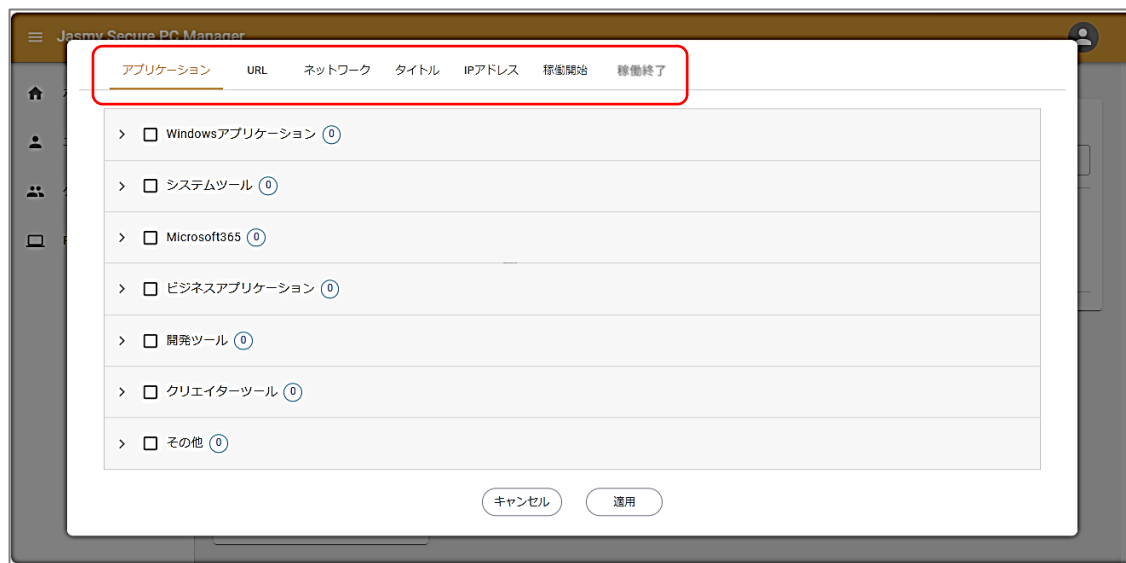 Jasmy Secure PC Manager
アプリケーション URL ネットワーク タイトル IPアドレス 稼働開始 稼働終了
Windowsアプリケーション 0
システムツール 0
Microsoft365 0
ビジネスアプリケーション 0
開発ツール 0
クリエイターツール 0
その他 0
キャンセル 適用